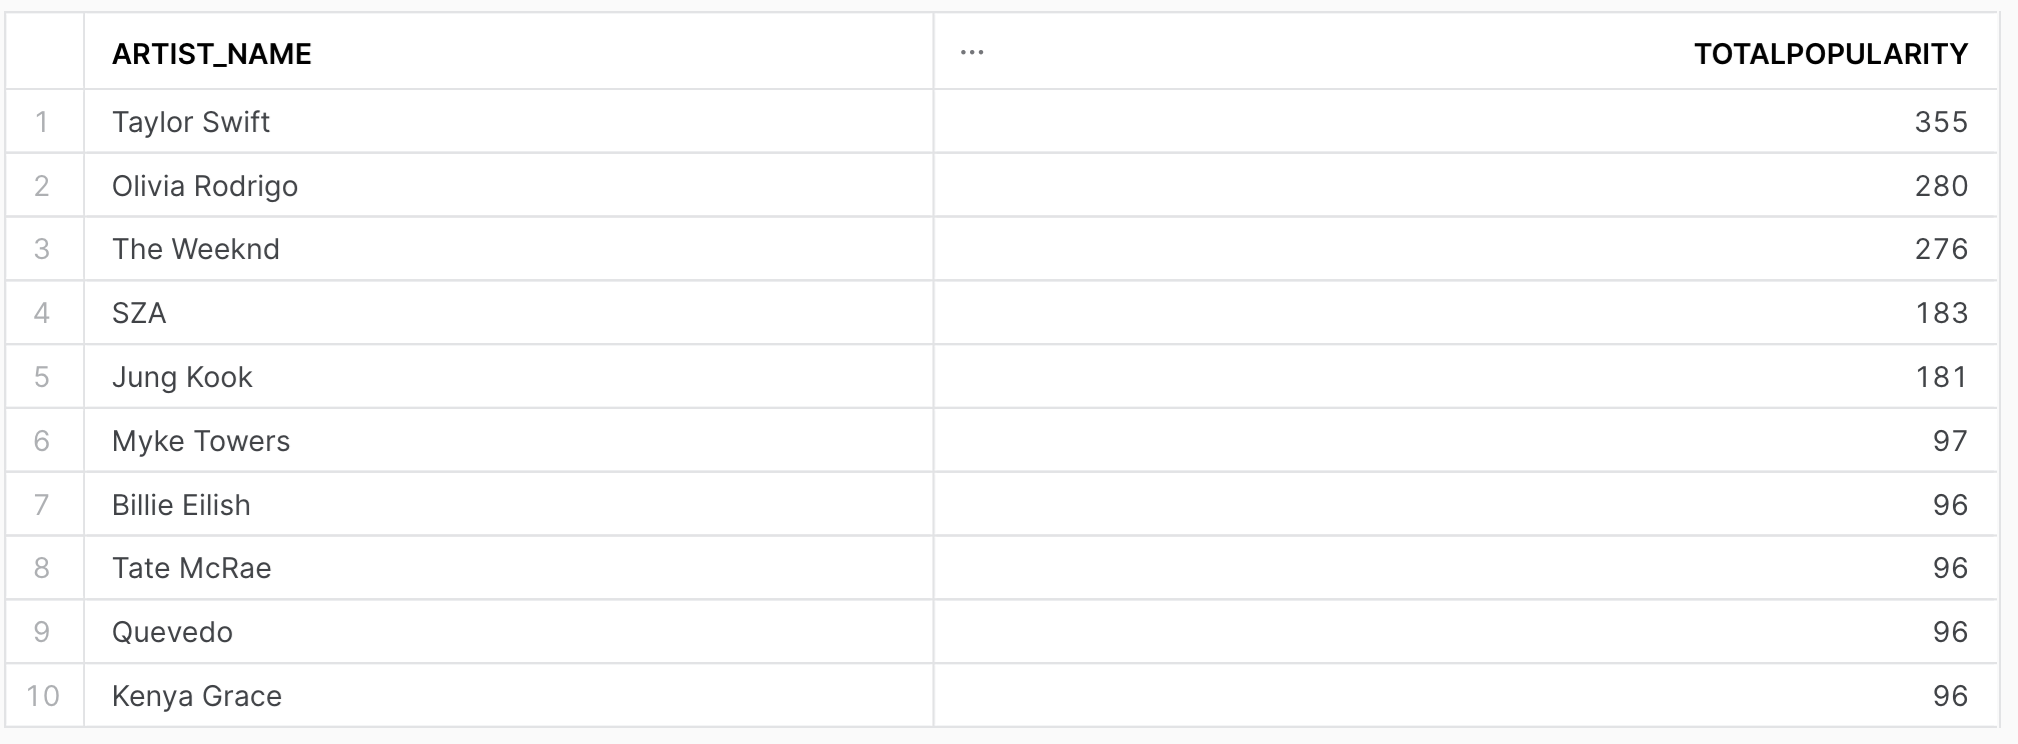 ARTIST_NAME ... TOTALPOPULARITY
1 Taylor Swift 355
2 Olivia Rodrigo 280
3 The Weeknd 276
4 SZA 183
5 Jung Kook 181
6 Myke Towers 97
7 Billie Eilish 96
8 Tate McRae 96
9 Quevedo 96
10 Kenya Grace 96